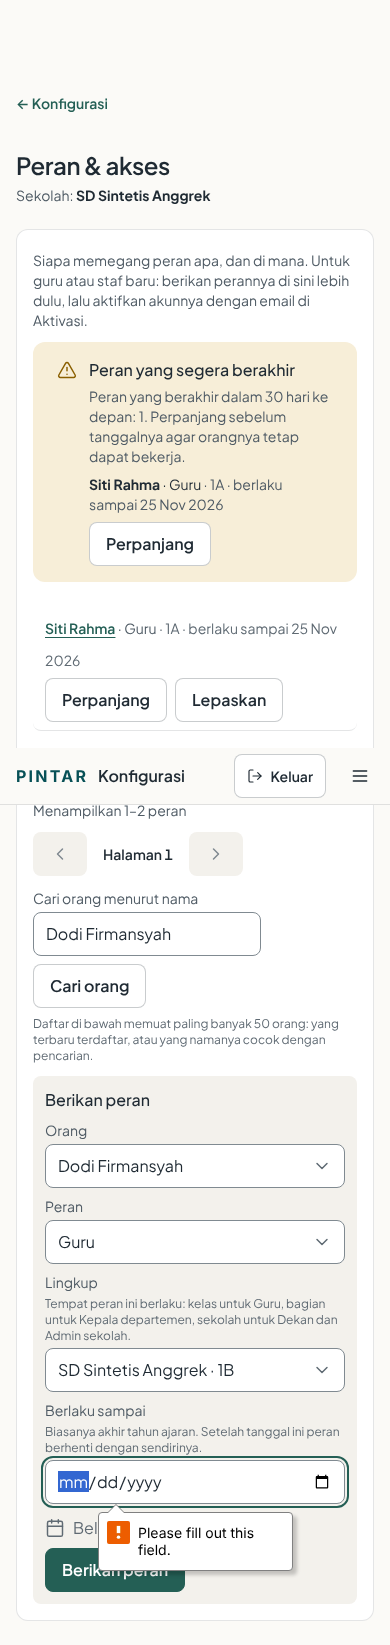 ← Konfigurasi
Peran & akses
Sekolah: SD Sintetis Anggrek
Siapa memegang peran apa, dan di mana. Untuk
guru atau staf baru: berikan perannya di sini lebih
dulu, lalu aktifkan akunnya dengan email di
Aktivasi.
Peran yang segera berakhir
Peran yang berakhir dalam 30 hari ke
depan: 1. Perpanjang sebelum
tanggalnya agar orangnya tetap
dapat bekerja.
Siti Rahma · Guru · 1A · berlaku
sampai 25 Nov 2026
Perpanjang
Siti Rahma · Guru · 1A · berlaku sampai 25 Nov
2026
Perpanjang Lepaskan
PINTAR Konfigurasi Keluar
Menampilkan 1–2 peran
Halaman 1
Cari orang menurut nama
Dodi Firmansyah
Cari orang
Daftar di bawah memuat paling banyak 50 orang: yang
terbaru terdaftar, atau yang namanya cocok dengan
pencarian.
Berikan peran
Orang
Dodi Firmansyah
Peran
Guru
Lingkup
Tempat peran ini berlaku: kelas untuk Guru, bagian
untuk Kepala departemen, sekolah untuk Dekan dan
Admin sekolah.
SD Sintetis Anggrek · 1B
Berlaku sampai
Biasanya akhir tahun ajaran. Setelah tanggal ini peran
berhenti dengan sendirinya.
mm/dd/yyyy
Please fill out this
field.
Berikan peran